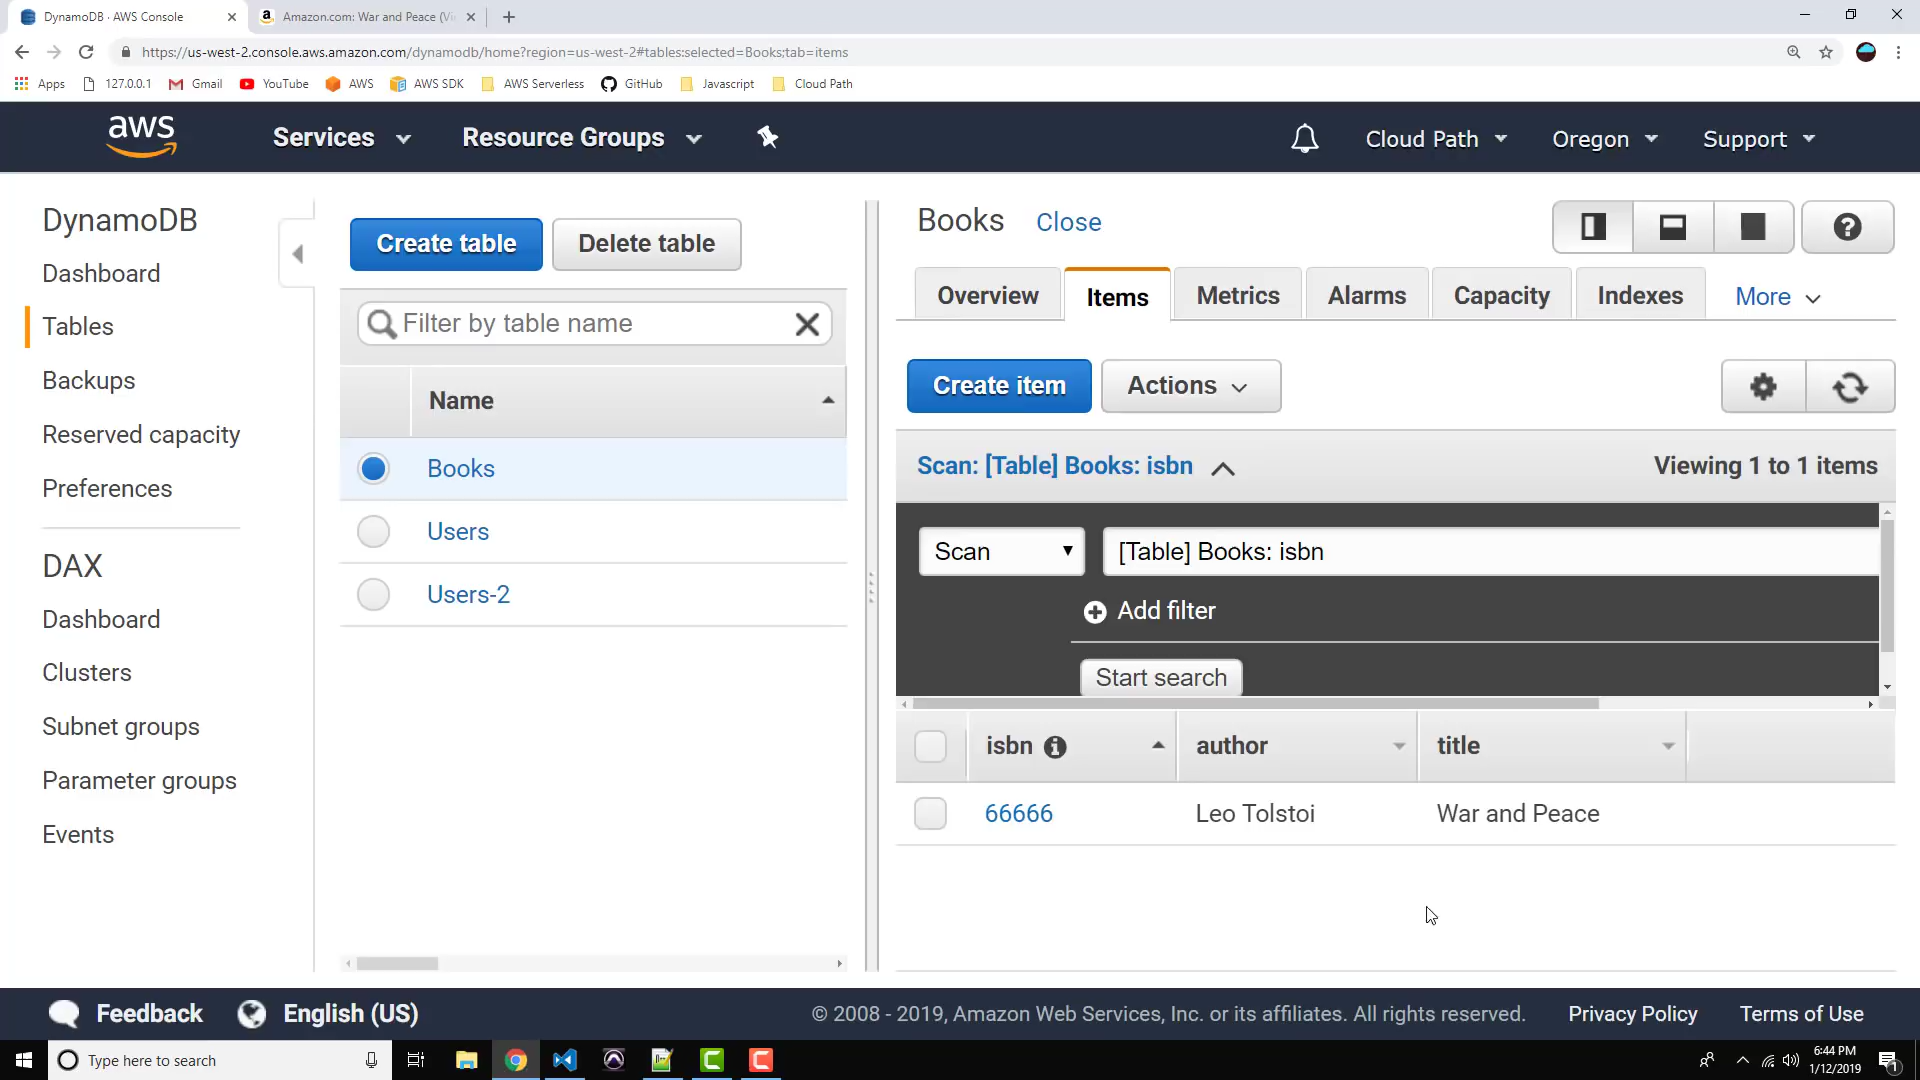 DynamoDB · AWS Console
Amazon.com: War and Peace (Vi
https://us-west-2.console.aws.amazon.com/dynamodb/home?region=us-west-2#tables:selected=Books;tab=items
Apps 127.0.0.1 Gmail YouTube AWS AWS SDK AWS Serverless GitHub Javascript Cloud Path
aws Services Resource Groups Cloud Path Oregon Support
DynamoDB
Dashboard
Tables
Backups
Reserved capacity
Preferences
DAX
Dashboard
Clusters
Subnet groups
Parameter groups
Events
Create table Delete table
Filter by table name
Name
Books
Users
Users-2
Books Close
Overview Items Metrics Alarms Capacity Indexes More
Create item Actions
Scan: [Table] Books: isbn Viewing 1 to 1 items
Scan [Table] Books: isbn
Add filter
Start search
isbn author title
66666 Leo Tolstoi War and Peace
Feedback English (US) © 2008 - 2019, Amazon Web Services, Inc. or its affiliates. All rights reserved. Privacy Policy Terms of Use
Type here to search
6:44 PM
1/12/2019
1